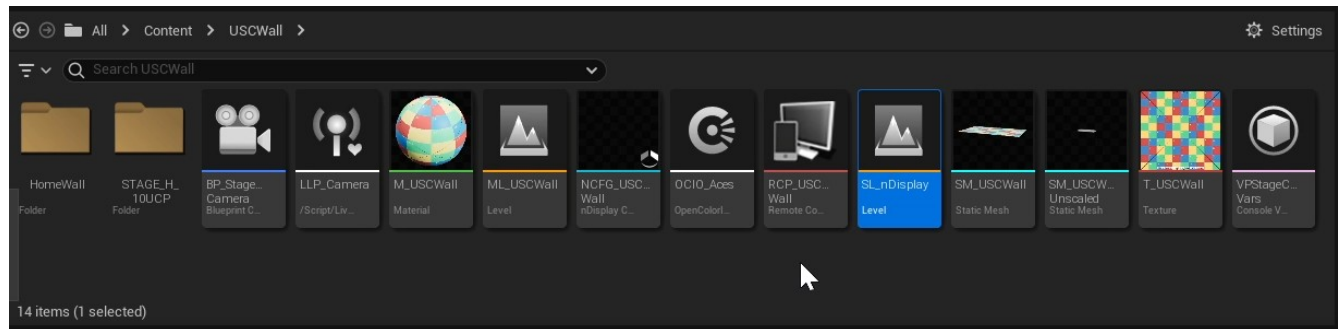 All > Content > USCWall >
Settings
Search USCWall
HomeWall
Folder
STAGE_H_
10UCP
Folder
BP_Stage...
Camera
Blueprint C...
LLP_Camera
/Script/Liv...
M_USCWall
Material
ML_USCWall
Level
NCFG_USC...
Wall
nDisplay C...
OCIO_Aces
OpenColorI...
RCP_USC...
Wall
Remote Co...
SL_nDisplay
Level
SM_USCWall
Static Mesh
SM_USCW...
Unscaled
Static Mesh
T_USCWall
Texture
VPStageC...
Vars
Console V...
14 items (1 selected)